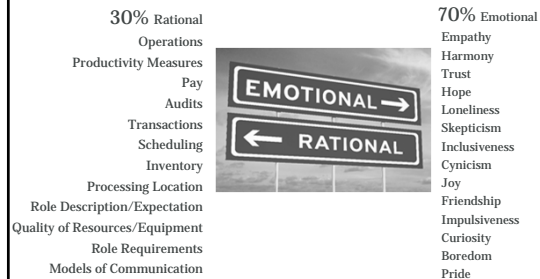 30% Rational
Operations
Productivity Measures
Pay
Audits
Transactions
Scheduling
Inventory
Processing Location
Role Description/Expectation
Quality of Resources/Equipment
Role Requirements
Models of Communication
EMOTIONAL
RATIONAL
70% Emotional
Empathy
Harmony
Trust
Hope
Loneliness
Skepticism
Inclusiveness
Cynicism
Joy
Friendship
Impulsiveness
Curiosity
Boredom
Pride